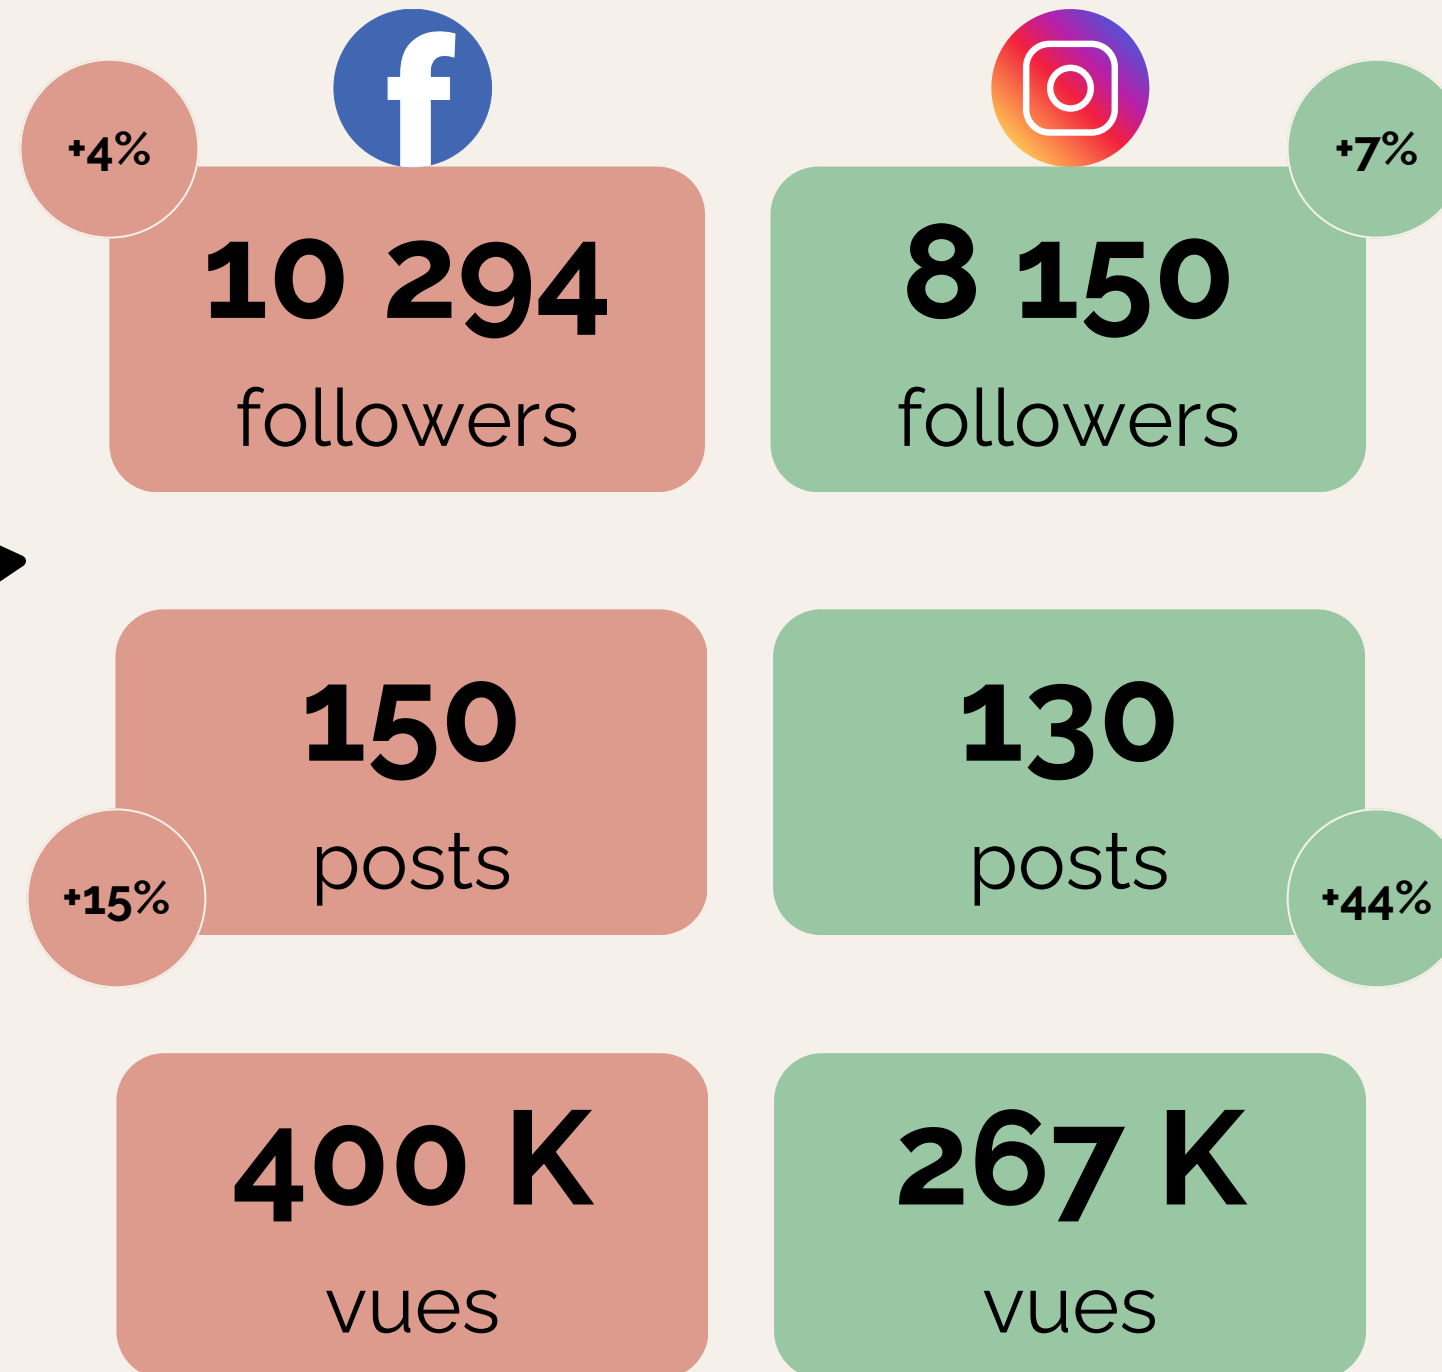 +4%
10 294
followers
+7%
8 150
followers
150
posts
+15%
130
posts
+44%
400 K
vues
267 K
vues